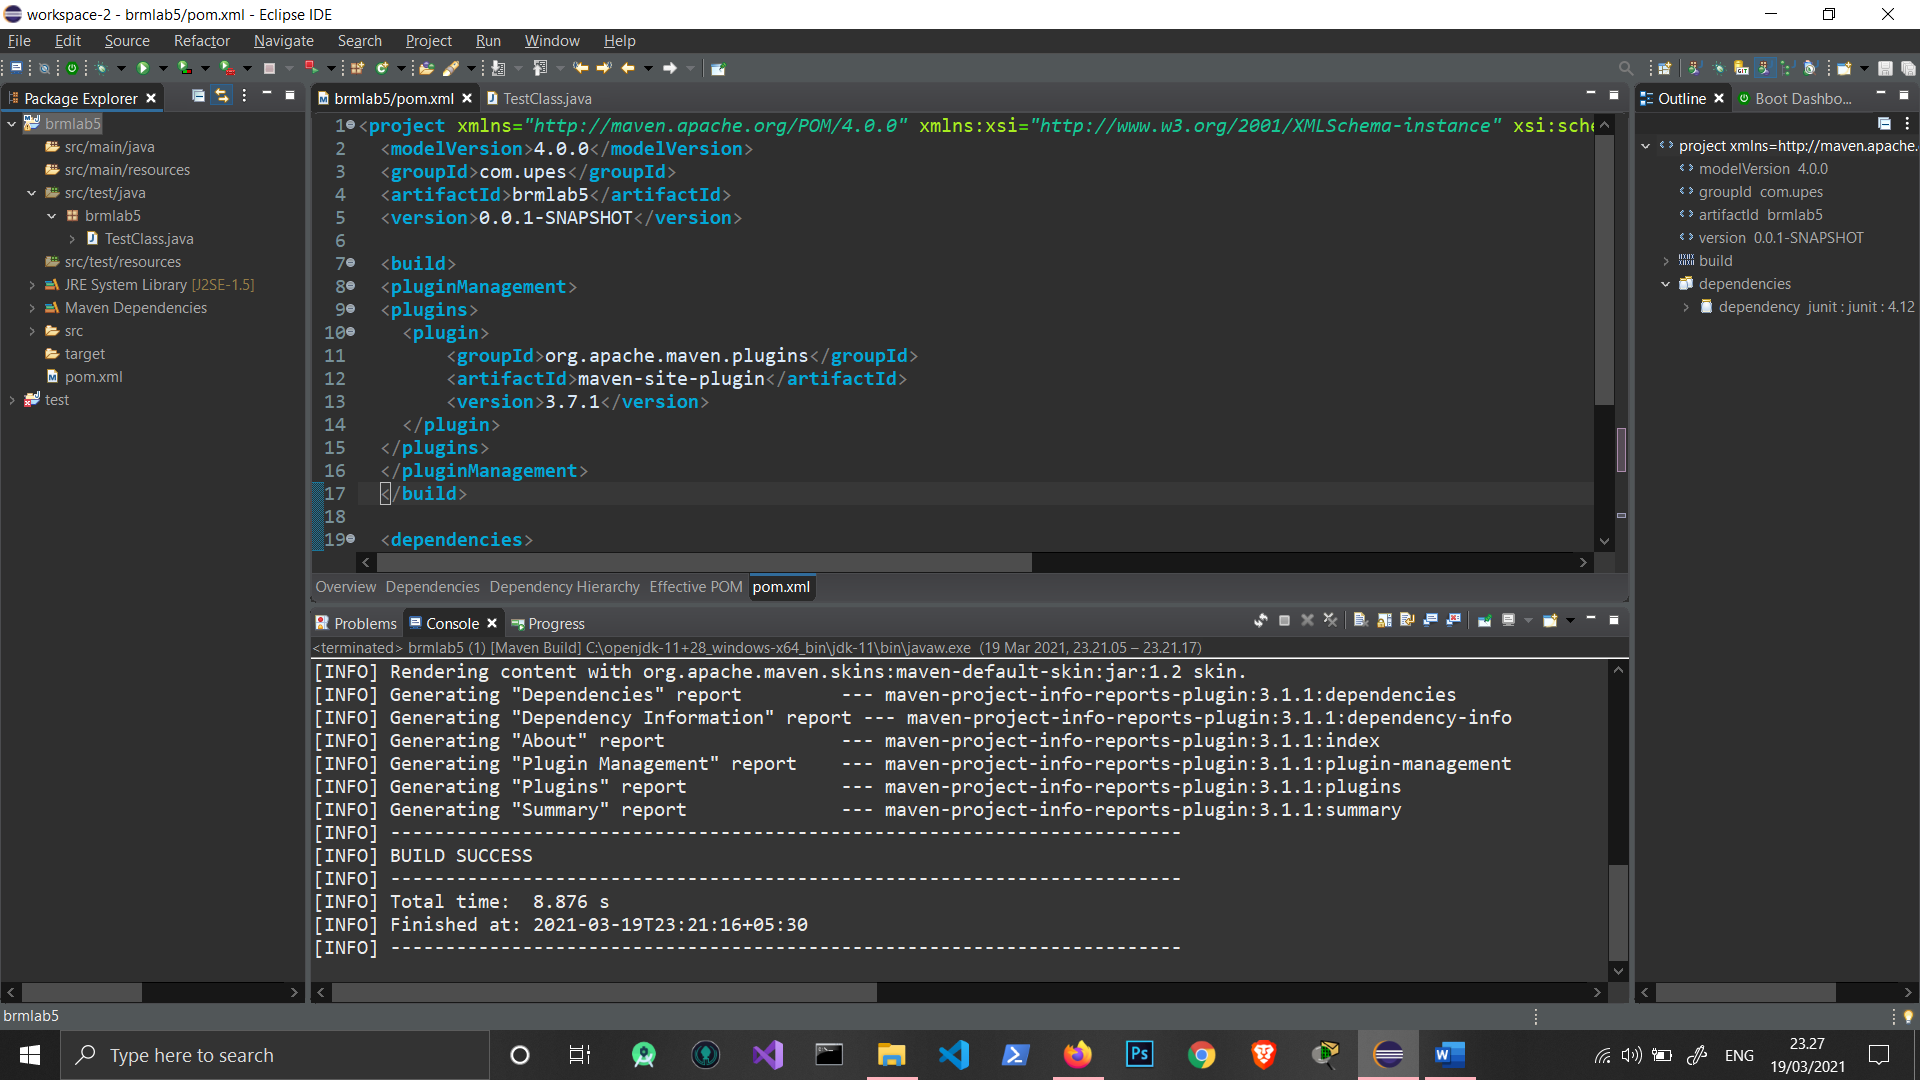 workspace-2 - brmlab5/pom.xml - Eclipse IDE
File Edit Source Refactor Navigate Search Project Run Window Help
Package Explorer
brmlab5
src/main/java
src/main/resources
src/test/java
brmlab5
TestClass.java
src/test/resources
JRE System Library [J2SE-1.5]
Maven Dependencies
src
target
pom.xml
test
brmlab5/pom.xml TestClass.java
1 <project xmlns="http://maven.apache.org/POM/4.0.0" xmlns:xsi="http://www.w3.org/2001/XMLSchema-instance" xsi:sche
2 <modelVersion>4.0.0</modelVersion>
3 <groupId>com.upes</groupId>
4 <artifactId>brmlab5</artifactId>
5 <version>0.0.1-SNAPSHOT</version>
6
7 <build>
8 <pluginManagement>
9 <plugins>
10 <plugin>
11 <groupId>org.apache.maven.plugins</groupId>
12 <artifactId>maven-site-plugin</artifactId>
13 <version>3.7.1</version>
14 </plugin>
15 </plugins>
16 </pluginManagement>
17 </build>
18
19 <dependencies>
Overview Dependencies Dependency Hierarchy Effective POM pom.xml
Outline Boot Dashbo...
project xmlns=http://maven.apache.
modelVersion 4.0.0
groupId com.upes
artifactId brmlab5
version 0.0.1-SNAPSHOT
build
dependencies
dependency junit : junit : 4.12
Problems Console Progress
<terminated> brmlab5 (1) [Maven Build] C:\openjdk-11+28_windows-x64_bin\jdk-11\bin\javaw.exe (19 Mar 2021, 23.21.05 – 23.21.17)
[INFO] Rendering content with org.apache.maven.skins:maven-default-skin:jar:1.2 skin.
[INFO] Generating "Dependencies" report --- maven-project-info-reports-plugin:3.1.1:dependencies
[INFO] Generating "Dependency Information" report --- maven-project-info-reports-plugin:3.1.1:dependency-info
[INFO] Generating "About" report --- maven-project-info-reports-plugin:3.1.1:index
[INFO] Generating "Plugin Management" report --- maven-project-info-reports-plugin:3.1.1:plugin-management
[INFO] Generating "Plugins" report --- maven-project-info-reports-plugin:3.1.1:plugins
[INFO] Generating "Summary" report --- maven-project-info-reports-plugin:3.1.1:summary
[INFO] ------------------------------------------------------------------------
[INFO] BUILD SUCCESS
[INFO] ------------------------------------------------------------------------
[INFO] Total time: 8.876 s
[INFO] Finished at: 2021-03-19T23:21:16+05:30
[INFO] ------------------------------------------------------------------------
brmlab5
Type here to search
Ps
W
ENG
23.27
19/03/2021